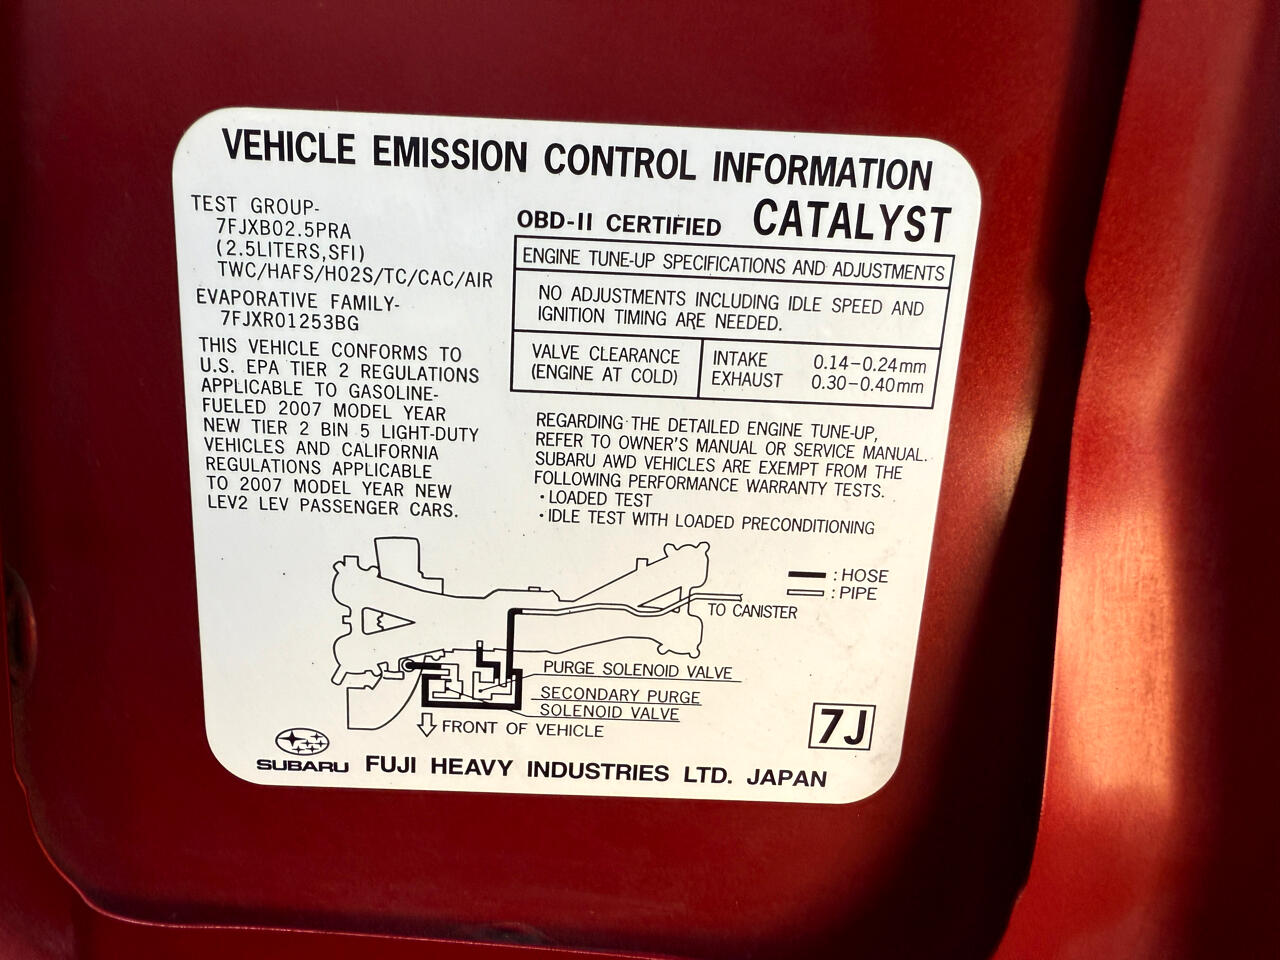 VEHICLE EMISSION CONTROL INFORMATION
CATALYST
TEST GROUP-
7FJXB02.5PRA
(2.5LITERS,SFI)
TWC/HAFS/HO2S/TC/CAC/AIR
EVAPORATIVE FAMILY-
7FJXR01253BG
THIS VEHICLE CONFORMS TO
U.S. EPA TIER 2 REGULATIONS
APPLICABLE TO GASOLINE-
FUELED 2007 MODEL YEAR
NEW TIER 2 BIN 5 LIGHT-DUTY
VEHICLES AND CALIFORNIA
REGULATIONS APPLICABLE
TO 2007 MODEL YEAR NEW
LEV2 LEV PASSENGER CARS.
OBD-II CERTIFIED
ENGINE TUNE-UP SPECIFICATIONS AND ADJUSTMENTS
NO ADJUSTMENTS INCLUDING IDLE SPEED AND
IGNITION TIMING ARE NEEDED.
VALVE CLEARANCE
(ENGINE AT COLD)
INTAKE 0.14-0.24mm
EXHAUST 0.30-0.40mm
REGARDING THE DETAILED ENGINE TUNE-UP,
REFER TO OWNER'S MANUAL OR SERVICE MANUAL.
SUBARU AWD VEHICLES ARE EXEMPT FROM THE
FOLLOWING PERFORMANCE WARRANTY TESTS.
・LOADED TEST
・IDLE TEST WITH LOADED PRECONDITIONING
: HOSE
: PIPE
TO CANISTER
PURGE SOLENOID VALVE
SECONDARY PURGE
SOLENOID VALVE
FRONT OF VEHICLE
7J
SUBARU FUJI HEAVY INDUSTRIES LTD. JAPAN